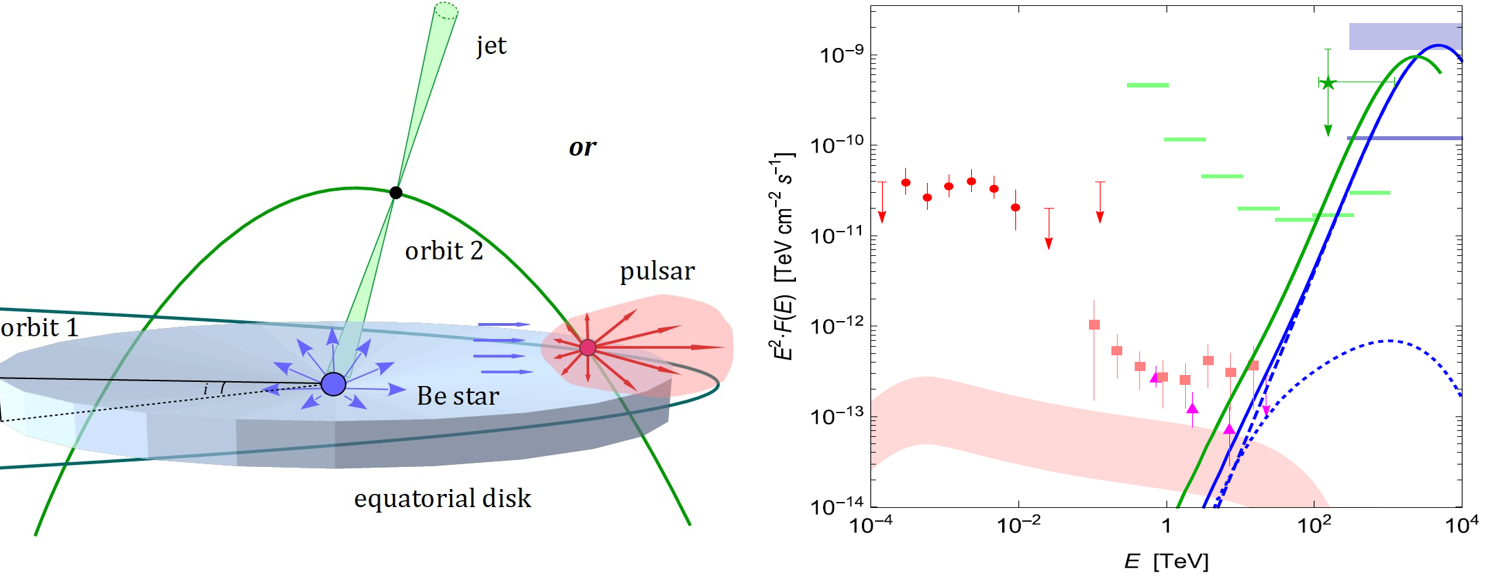 jet
or
orbit 2
pulsar
orbit 1
i
Be star
equatorial disk
E²·F(E) [TeV cm⁻² s⁻¹]
10⁻⁹
10⁻¹⁰
10⁻¹¹
10⁻¹²
10⁻¹³
10⁻¹⁴
10⁻⁴
10⁻²
1
10²
10⁴
E [TeV]